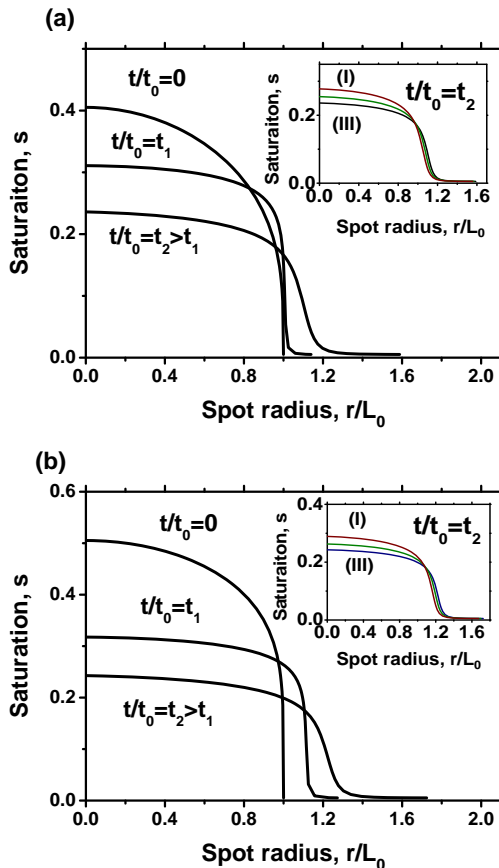 (a)
t/t0=0
t/t0=t1
t/t0=t2>t1
Saturaiton, s
0.4
0.2
0.0
0.0 0.4 0.8 1.2 1.6 2.0
Spot radius, r/L0
(I)
(III)
t/t0=t2
Saturaiton, s
0.2
0.0
0.0 0.4 0.8 1.2 1.6
Spot radius, r/L0
(b)
t/t0=0
t/t0=t1
t/t0=t2>t1
Saturation, s
0.6
0.4
0.2
0.0
0.0 0.4 0.8 1.2 1.6 2.0
Spot radius, r/L0
(I)
(III)
t/t0=t2
Saturaiton, s
0.4
0.2
0.0
0.0 0.4 0.8 1.2 1.6
Spot radius, r/L0